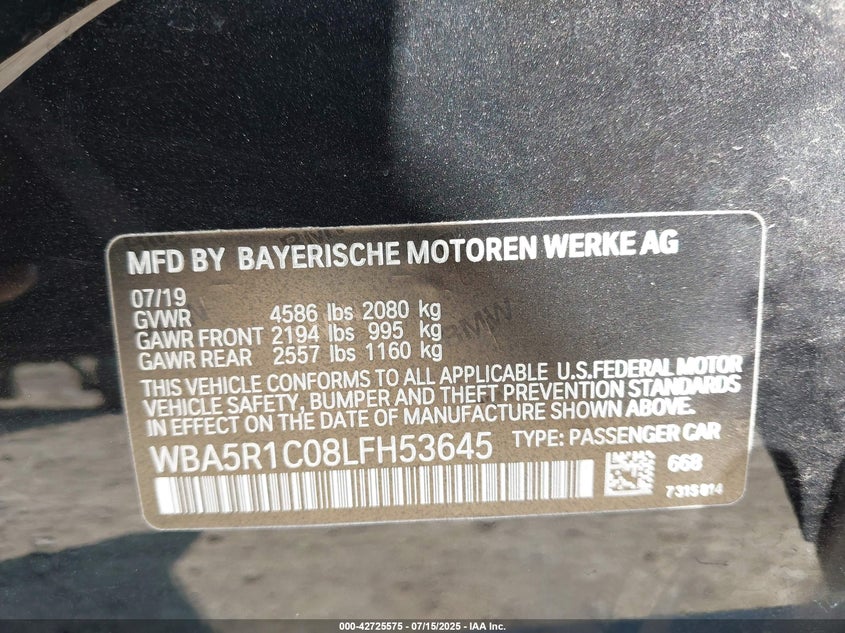 MFD BY BAYERISCHE MOTOREN WERKE AG
07/19
GVWR 4586 lbs 2080 kg
GAWR FRONT 2194 lbs 995 kg
GAWR REAR 2557 lbs 1160 kg
THIS VEHICLE CONFORMS TO ALL APPLICABLE U.S.FEDERAL MOTOR
VEHICLE SAFETY, BUMPER AND THEFT PREVENTION STANDARDS
IN EFFECT ON THE DATE OF MANUFACTURE SHOWN ABOVE.
WBA5R1C08LFH53645 TYPE: PASSENGER CAR
668
7315814
000-42725575 - 07/15/2025 - IAA Inc.